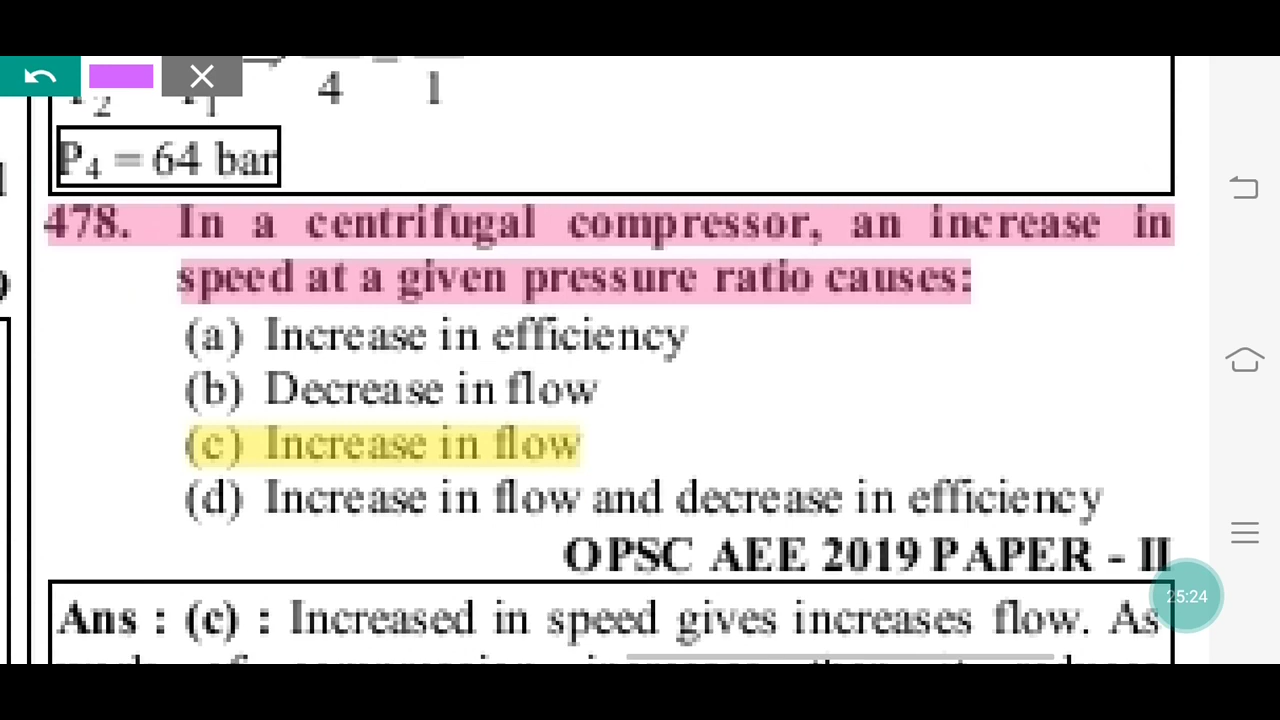 4 1
2 1
P4 = 64 bar
478. In a centrifugal compressor, an increase in
speed at a given pressure ratio causes:
(a) Increase in efficiency
(b) Decrease in flow
(c) Increase in flow
(d) Increase in flow and decrease in efficiency
OPSC AEE 2019 PAPER - II
Ans : (c) : Increased in speed gives increases flow. As
25:24